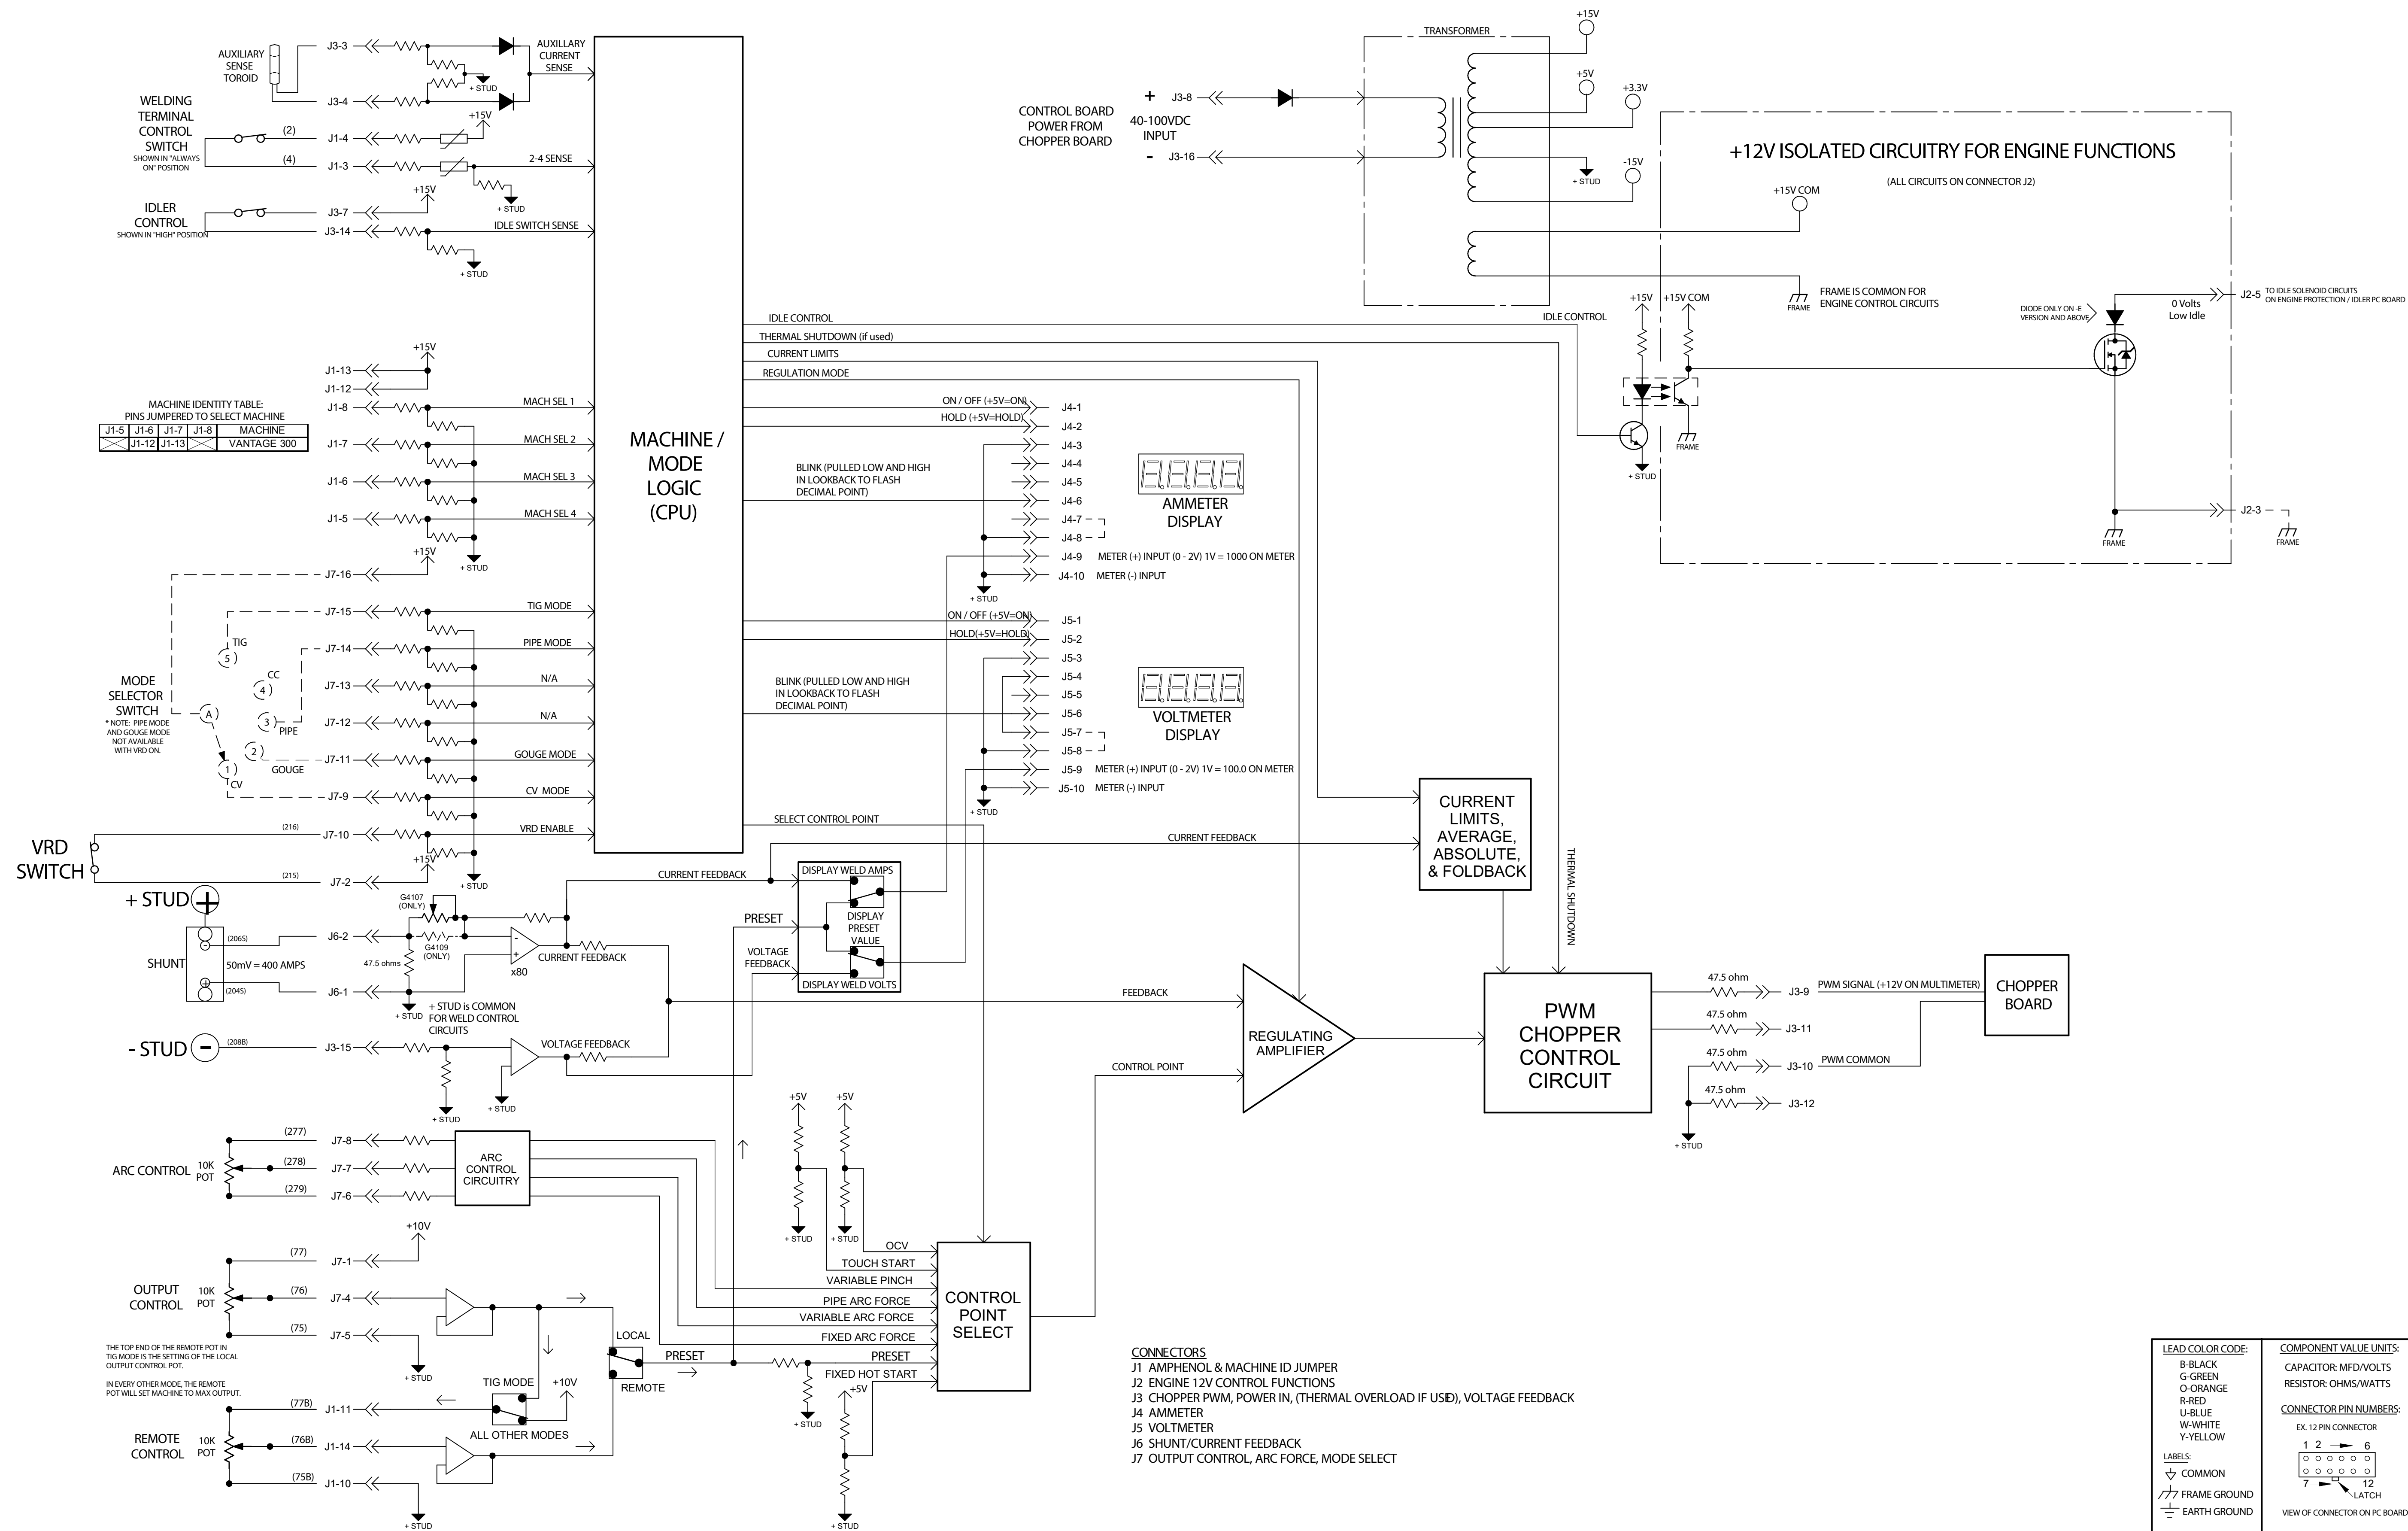 AUXILIARY
SENSE
TOROID
J3-3
J3-4
AUXILLARY
CURRENT
SENSE
+ STUD
WELDING
TERMINAL
CONTROL
SWITCH
SHOWN IN "ALWAYS
ON" POSITION
(2)
J1-4
+15V
(4)
J1-3
2-4 SENSE
+ STUD
IDLER
CONTROL
SHOWN IN "HIGH" POSITION
J3-7
+15V
J3-14
IDLE SWITCH SENSE
+ STUD
+15V
J1-13
J1-12
J1-8
MACH SEL 1
J1-7
MACH SEL 2
J1-6
MACH SEL 3
J1-5
MACH SEL 4
+ STUD
MACHINE IDENTITY TABLE:
PINS JUMPERED TO SELECT MACHINE
J1-5 J1-6 J1-7 J1-8 MACHINE
J1-12 J1-13 VANTAGE 300
+15V
J7-16
J7-15
TIG MODE
J7-14
PIPE MODE
J7-13
N/A
J7-12
N/A
J7-11
GOUGE MODE
J7-9
CV MODE
(216)
J7-10
VRD ENABLE
+15V
(215)
J7-2
+ STUD
MODE
SELECTOR
SWITCH
* NOTE: PIPE MODE
AND GOUGE MODE
NOT AVAILABLE
WITH VRD ON.
TIG
5
CC
4
A
3
PIPE
2
GOUGE
1
CV
VRD
SWITCH
MACHINE /
MODE
LOGIC
(CPU)
+ STUD
+
SHUNT
(206S)
-
50mV = 400 AMPS
+
(204S)
J6-2
J6-1
G4107
(ONLY)
G4109
(ONLY)
47.5 ohms
-
+
x80
CURRENT FEEDBACK
+ STUD
+ STUD is COMMON
FOR WELD CONTROL
CIRCUITS
CURRENT FEEDBACK
- STUD
-
(208B)
J3-15
VOLTAGE FEEDBACK
+ STUD
+ STUD
ARC CONTROL
10K
POT
(277)
J7-8
(278)
J7-7
(279)
J7-6
ARC
CONTROL
CIRCUITRY
+10V
(77)
J7-1
OUTPUT
CONTROL
10K
POT
(76)
J7-4
(75)
J7-5
+ STUD
THE TOP END OF THE REMOTE POT IN
TIG MODE IS THE SETTING OF THE LOCAL
OUTPUT CONTROL POT.
IN EVERY OTHER MODE, THE REMOTE
POT WILL SET MACHINE TO MAX OUTPUT.
REMOTE
CONTROL
10K
POT
(77B)
J1-11
(76B)
J1-14
(75B)
J1-10
+ STUD
TIG MODE
+10V
ALL OTHER MODES
LOCAL
REMOTE
PRESET
PRESET
+ STUD
+5V
+ STUD
+5V
+5V
+ STUD
+ STUD
OCV
TOUCH START
VARIABLE PINCH
PIPE ARC FORCE
VARIABLE ARC FORCE
FIXED ARC FORCE
FIXED HOT START
CONTROL
POINT
SELECT
CONTROL BOARD
POWER FROM
CHOPPER BOARD
+
40-100VDC
INPUT
-
J3-8
J3-16
TRANSFORMER
+15V
+5V
+3.3V
+ STUD
-15V
+12V ISOLATED CIRCUITRY FOR ENGINE FUNCTIONS
(ALL CIRCUITS ON CONNECTOR J2)
+15V COM
FRAME
FRAME IS COMMON FOR
ENGINE CONTROL CIRCUITS
+15V
+15V COM
FRAME
+ STUD
DIODE ONLY ON -E
VERSION AND ABOVE
0 Volts
Low Idle
J2-5
TO IDLE SOLENOID CIRCUITS
ON ENGINE PROTECTION / IDLER PC BOARD
FRAME
J2-3
FRAME
IDLE CONTROL
IDLE CONTROL
THERMAL SHUTDOWN (if used)
CURRENT LIMITS
REGULATION MODE
ON / OFF (+5V=ON)
HOLD (+5V=HOLD)
BLINK (PULLED LOW AND HIGH
IN LOOKBACK TO FLASH
DECIMAL POINT)
J4-1
J4-2
J4-3
J4-4
J4-5
J4-6
J4-7
J4-8
J4-9
METER (+) INPUT (0 - 2V) 1V = 1000 ON METER
J4-10
METER (-) INPUT
+ STUD
AMMETER
DISPLAY
ON / OFF (+5V=ON)
HOLD(+5V=HOLD)
BLINK (PULLED LOW AND HIGH
IN LOOKBACK TO FLASH
DECIMAL POINT)
J5-1
J5-2
J5-3
J5-4
J5-5
J5-6
J5-7
J5-8
J5-9
METER (+) INPUT (0 - 2V) 1V = 100.0 ON METER
J5-10
METER (-) INPUT
+ STUD
VOLTMETER
DISPLAY
SELECT CONTROL POINT
CURRENT FEEDBACK
DISPLAY WELD AMPS
DISPLAY
PRESET
VALUE
DISPLAY WELD VOLTS
PRESET
VOLTAGE
FEEDBACK
CURRENT
LIMITS,
AVERAGE,
ABSOLUTE,
& FOLDBACK
THERMAL SHUTDOWN
FEEDBACK
CONTROL POINT
REGULATING
AMPLIFIER
PWM
CHOPPER
CONTROL
CIRCUIT
47.5 ohm
J3-9
PWM SIGNAL (+12V ON MULTIMETER)
47.5 ohm
J3-11
47.5 ohm
J3-10
PWM COMMON
47.5 ohm
J3-12
+ STUD
CHOPPER
BOARD
CONNECTORS
J1 AMPHENOL & MACHINE ID JUMPER
J2 ENGINE 12V CONTROL FUNCTIONS
J3 CHOPPER PWM, POWER IN, (THERMAL OVERLOAD IF USED), VOLTAGE FEEDBACK
J4 AMMETER
J5 VOLTMETER
J6 SHUNT/CURRENT FEEDBACK
J7 OUTPUT CONTROL, ARC FORCE, MODE SELECT
LEAD COLOR CODE:
B-BLACK
G-GREEN
O-ORANGE
R-RED
U-BLUE
W-WHITE
Y-YELLOW
LABELS:
COMMON
FRAME GROUND
EARTH GROUND
COMPONENT VALUE UNITS:
CAPACITOR: MFD/VOLTS
RESISTOR: OHMS/WATTS
CONNECTOR PIN NUMBERS:
EX. 12 PIN CONNECTOR
1 2 6
7 12
LATCH
VIEW OF CONNECTOR ON PC BOARD